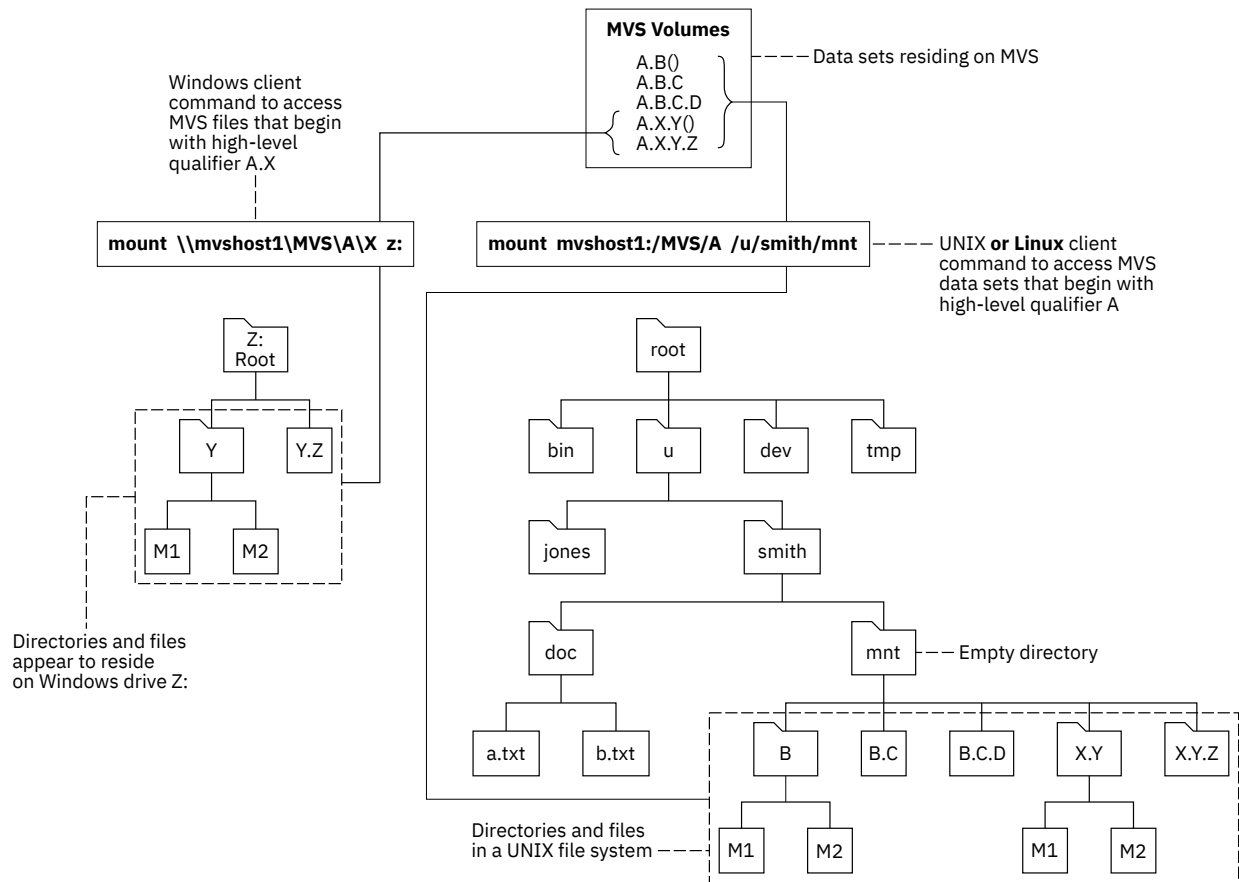 MVS Volumes
A.B()
A.B.C
A.B.C.D
A.X.Y()
A.X.Y.Z
Data sets residing on MVS
Windows client
command to access
MVS files that begin
with high-level
qualifier A.X
mount \\mvshost1\MVS\A\X z:
mount mvshost1:/MVS/A /u/smith/mnt
UNIX or Linux client
command to access MVS
data sets that begin with
high-level qualifier A
Z:
Root
Y
Y.Z
M1
M2
Directories and files
appear to reside
on Windows drive Z:
root
bin
u
dev
tmp
jones
smith
doc
mnt
Empty directory
a.txt
b.txt
B
B.C
B.C.D
X.Y
X.Y.Z
M1
M2
M1
M2
Directories and files
in a UNIX file system